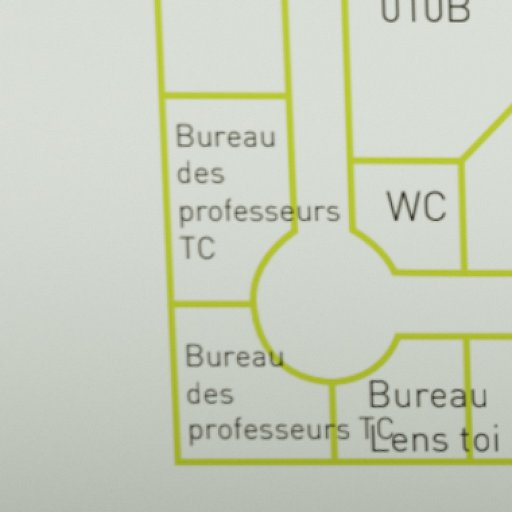 U10B
Bureau
des
professeurs
TC
WC
Bureau
des
professeurs TC
Bureau
Lens toi